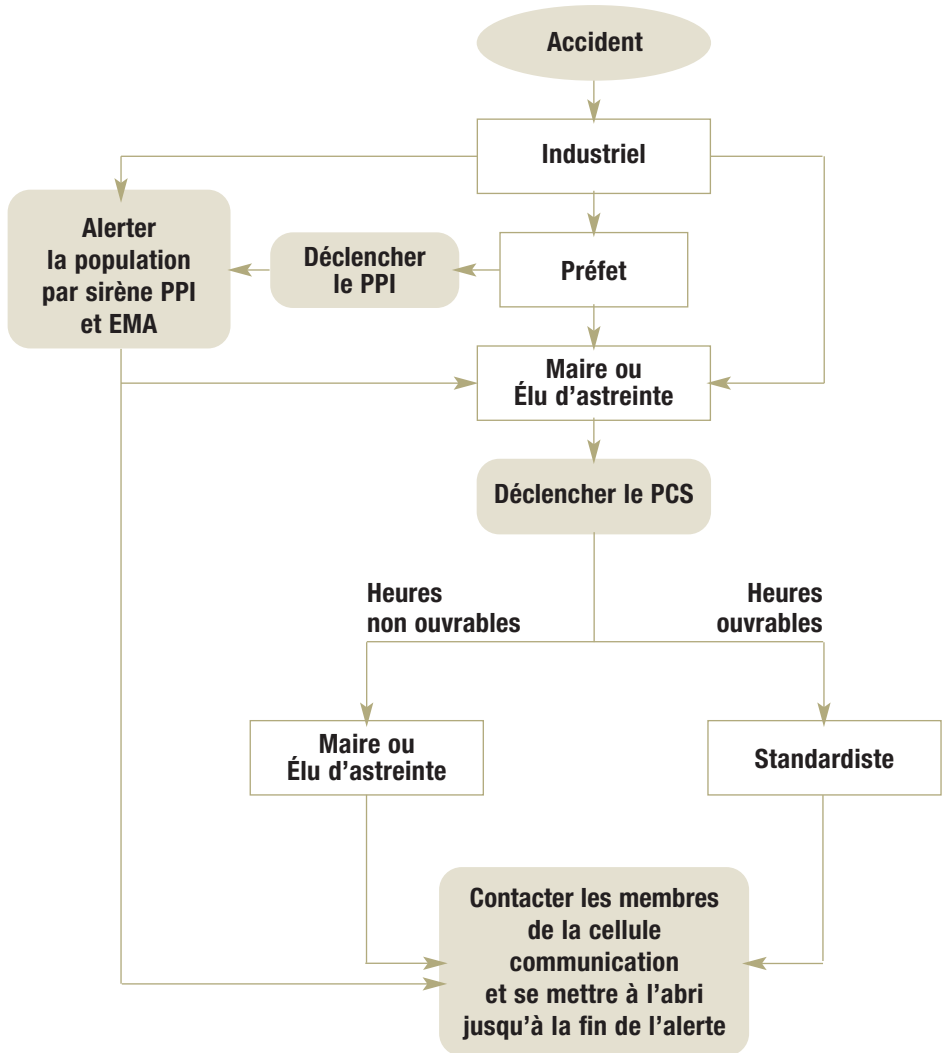 Accident
Industriel
Alerter
la population
par sirène PPI
et EMA
Déclencher
le PPI
Préfet
Maire ou
Élu d’astreinte
Déclencher le PCS
Heures
non ouvrables
Heures
ouvrables
Maire ou
Élu d’astreinte
Standardiste
Contacter les membres
de la cellule
communication
et se mettre à l’abri
jusqu’à la fin de l’alerte